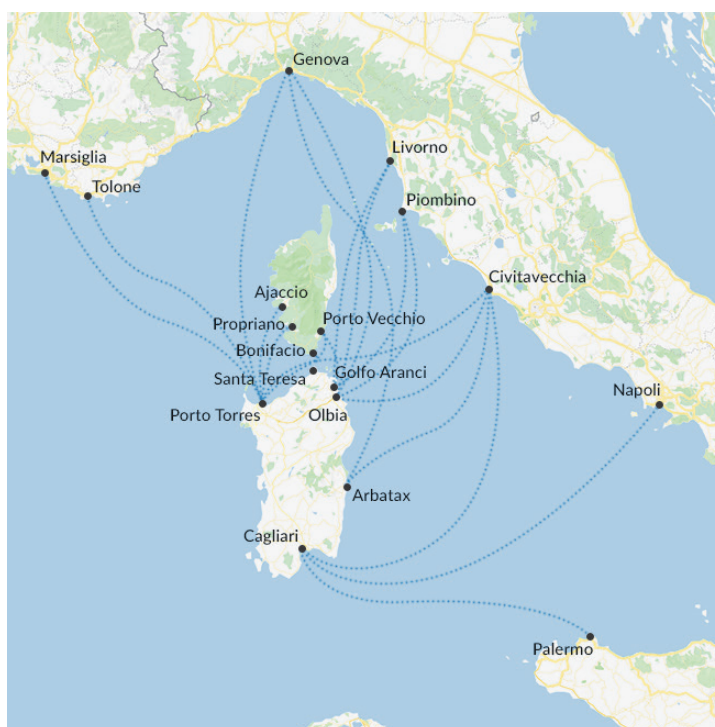 Genova
Livorno
Marsiglia
Tolone
Piombino
Civitavecchia
Ajaccio
Propriano
Porto Vecchio
Bonifacio
Santa Teresa
Golfo Aranci
Napoli
Porto Torres
Olbia
Arbatax
Cagliari
Palermo